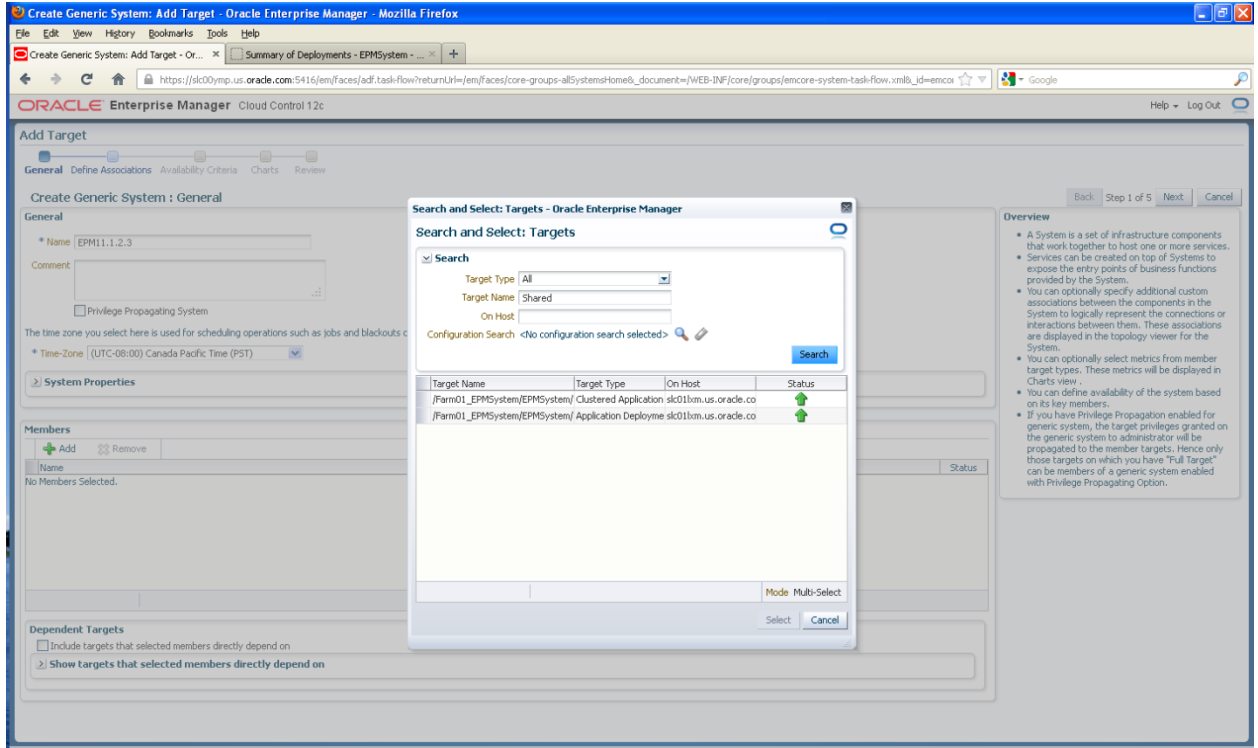 Create Generic System: Add Target - Oracle Enterprise Manager - Mozilla Firefox
File Edit View History Bookmarks Tools Help
Create Generic System: Add Target - Or... × Summary of Deployments - EPMSystem - ... × +
https://slc00ymp.us.oracle.com:5416/em/faces/adf.task-flow?returnUrl=/em/faces/core-groups-allSystemsHome&_document=/WEB-INF/core/groups/emcore-system-task-flow.xml&_id=emcor Google
ORACLE Enterprise Manager Cloud Control 12c Help Log Out
Add Target
General Define Associations Availability Criteria Charts Review
Create Generic System : General Back Step 1 of 5 Next Cancel
General
* Name EPM11.1.2.3
Comment
Privilege Propagating System
The time zone you select here is used for scheduling operations such as jobs and blackouts
* Time-Zone (UTC-08:00) Canada Pacific Time (PST)
System Properties
Members
Add Remove
Name Status
No Members Selected.
Dependent Targets
Include targets that selected members directly depend on
Show targets that selected members directly depend on
Search and Select: Targets - Oracle Enterprise Manager
Search and Select: Targets
Search
Target Type All
Target Name Shared
On Host
Configuration Search <No configuration search selected>
Search
Target Name Target Type On Host Status
/Farm01_EPMSystem/EPMSystem/ Clustered Application slc01lxm.us.oracle.co
/Farm01_EPMSystem/EPMSystem/ Application Deployme slc01lxm.us.oracle.co
Mode Multi-Select
Select Cancel
Overview
• A System is a set of infrastructure components
that work together to host one or more services.
• Services can be created on top of Systems to
expose the entry points of business functions
provided by the System.
• You can optionally specify additional custom
associations between the components in the
System to logically represent the connections or
interactions between them. These associations
are displayed in the topology viewer for the
System.
• You can optionally select metrics from member
target types. These metrics will be displayed in
Charts view .
• You can define availability of the system based
on its key members.
• If you have Privilege Propagation enabled for
generic system, the target privileges granted on
the generic system to administrator will be
propagated to the member targets. Hence only
those targets on which you have "Full Target"
can be members of a generic system enabled
with Privilege Propagating Option.